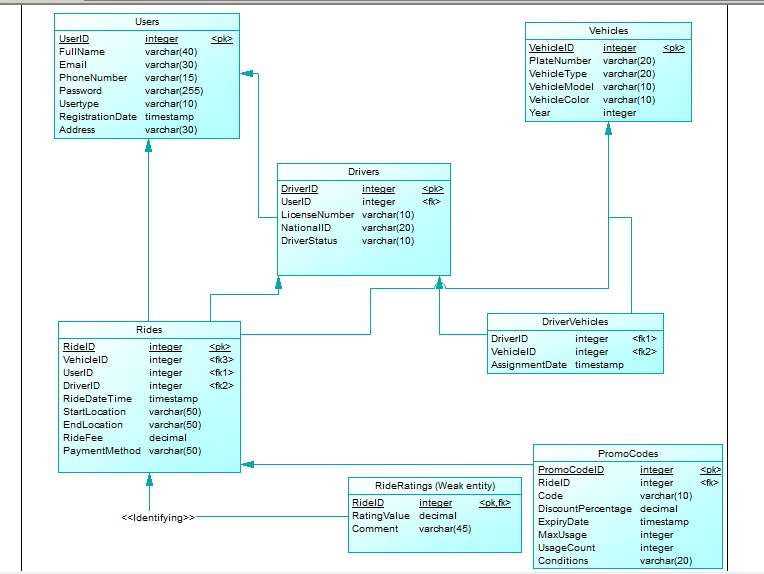 Users
UserID integer <pk>
FullName varchar(40)
Email varchar(30)
PhoneNumber varchar(15)
Password varchar(255)
Usertype varchar(10)
RegistrationDate timestamp
Address varchar(30)
Vehicles
VehicleID integer <pk>
PlateNumber varchar(20)
VehicleType varchar(20)
VehicleModel varchar(10)
VehicleColor varchar(10)
Year integer
Drivers
DriverID integer <pk>
UserID integer <fk>
LicenseNumber varchar(10)
NationalID varchar(20)
DriverStatus varchar(10)
Rides
RideID integer <pk>
VehicleID integer <fk3>
UserID integer <fk1>
DriverID integer <fk2>
RideDateTime timestamp
StartLocation varchar(50)
EndLocation varchar(50)
RideFee decimal
PaymentMethod varchar(50)
DriverVehicles
DriverID integer <fk1>
VehicleID integer <fk2>
AssignmentDate timestamp
PromoCodes
PromoCodeID integer <pk>
RideID integer <fk>
Code varchar(10)
DiscountPercentage decimal
ExpiryDate timestamp
MaxUsage integer
UsageCount integer
Conditions varchar(20)
RideRatings (Weak entity)
RideID integer <pk,fk>
RatingValue decimal
Comment varchar(45)
<<Identifying>>